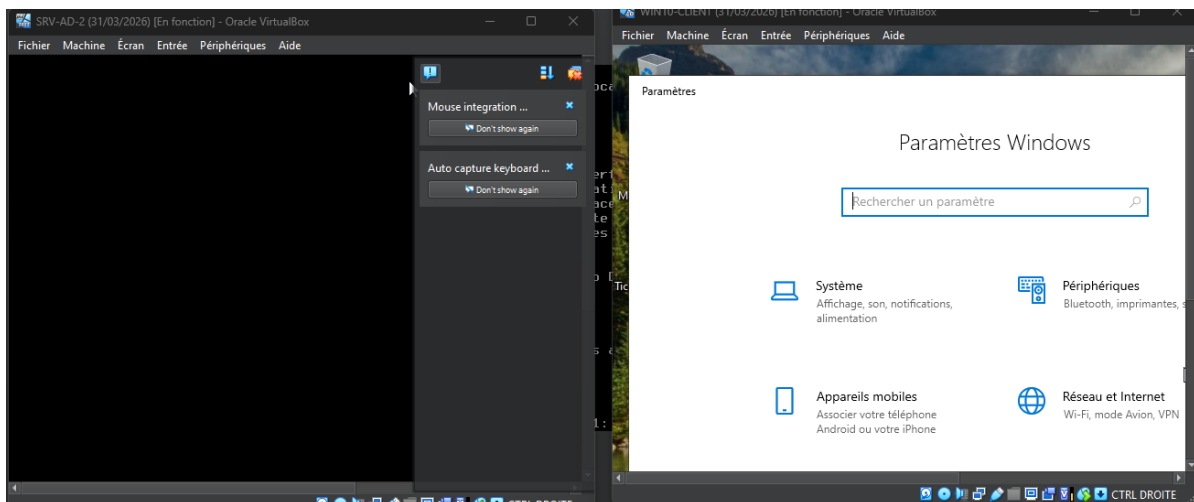 SRV-AD-2 (31/03/2026) [En fonction] - Oracle VirtualBox
Fichier Machine Écran Entrée Périphériques Aide
Mouse integration ...
Don't show again
Auto capture keyboard ...
Don't show again
CTRL DROITE
WIN10-CLIENT (31/03/2026) [En fonction] - Oracle VirtualBox
Fichier Machine Écran Entrée Périphériques Aide
Paramètres
Paramètres Windows
Rechercher un paramètre
Système
Affichage, son, notifications,
alimentation
Périphériques
Bluetooth, imprimantes,
Appareils mobiles
Associer votre téléphone
Android ou votre iPhone
Réseau et Internet
Wi-Fi, mode Avion, VPN
CTRL DROITE